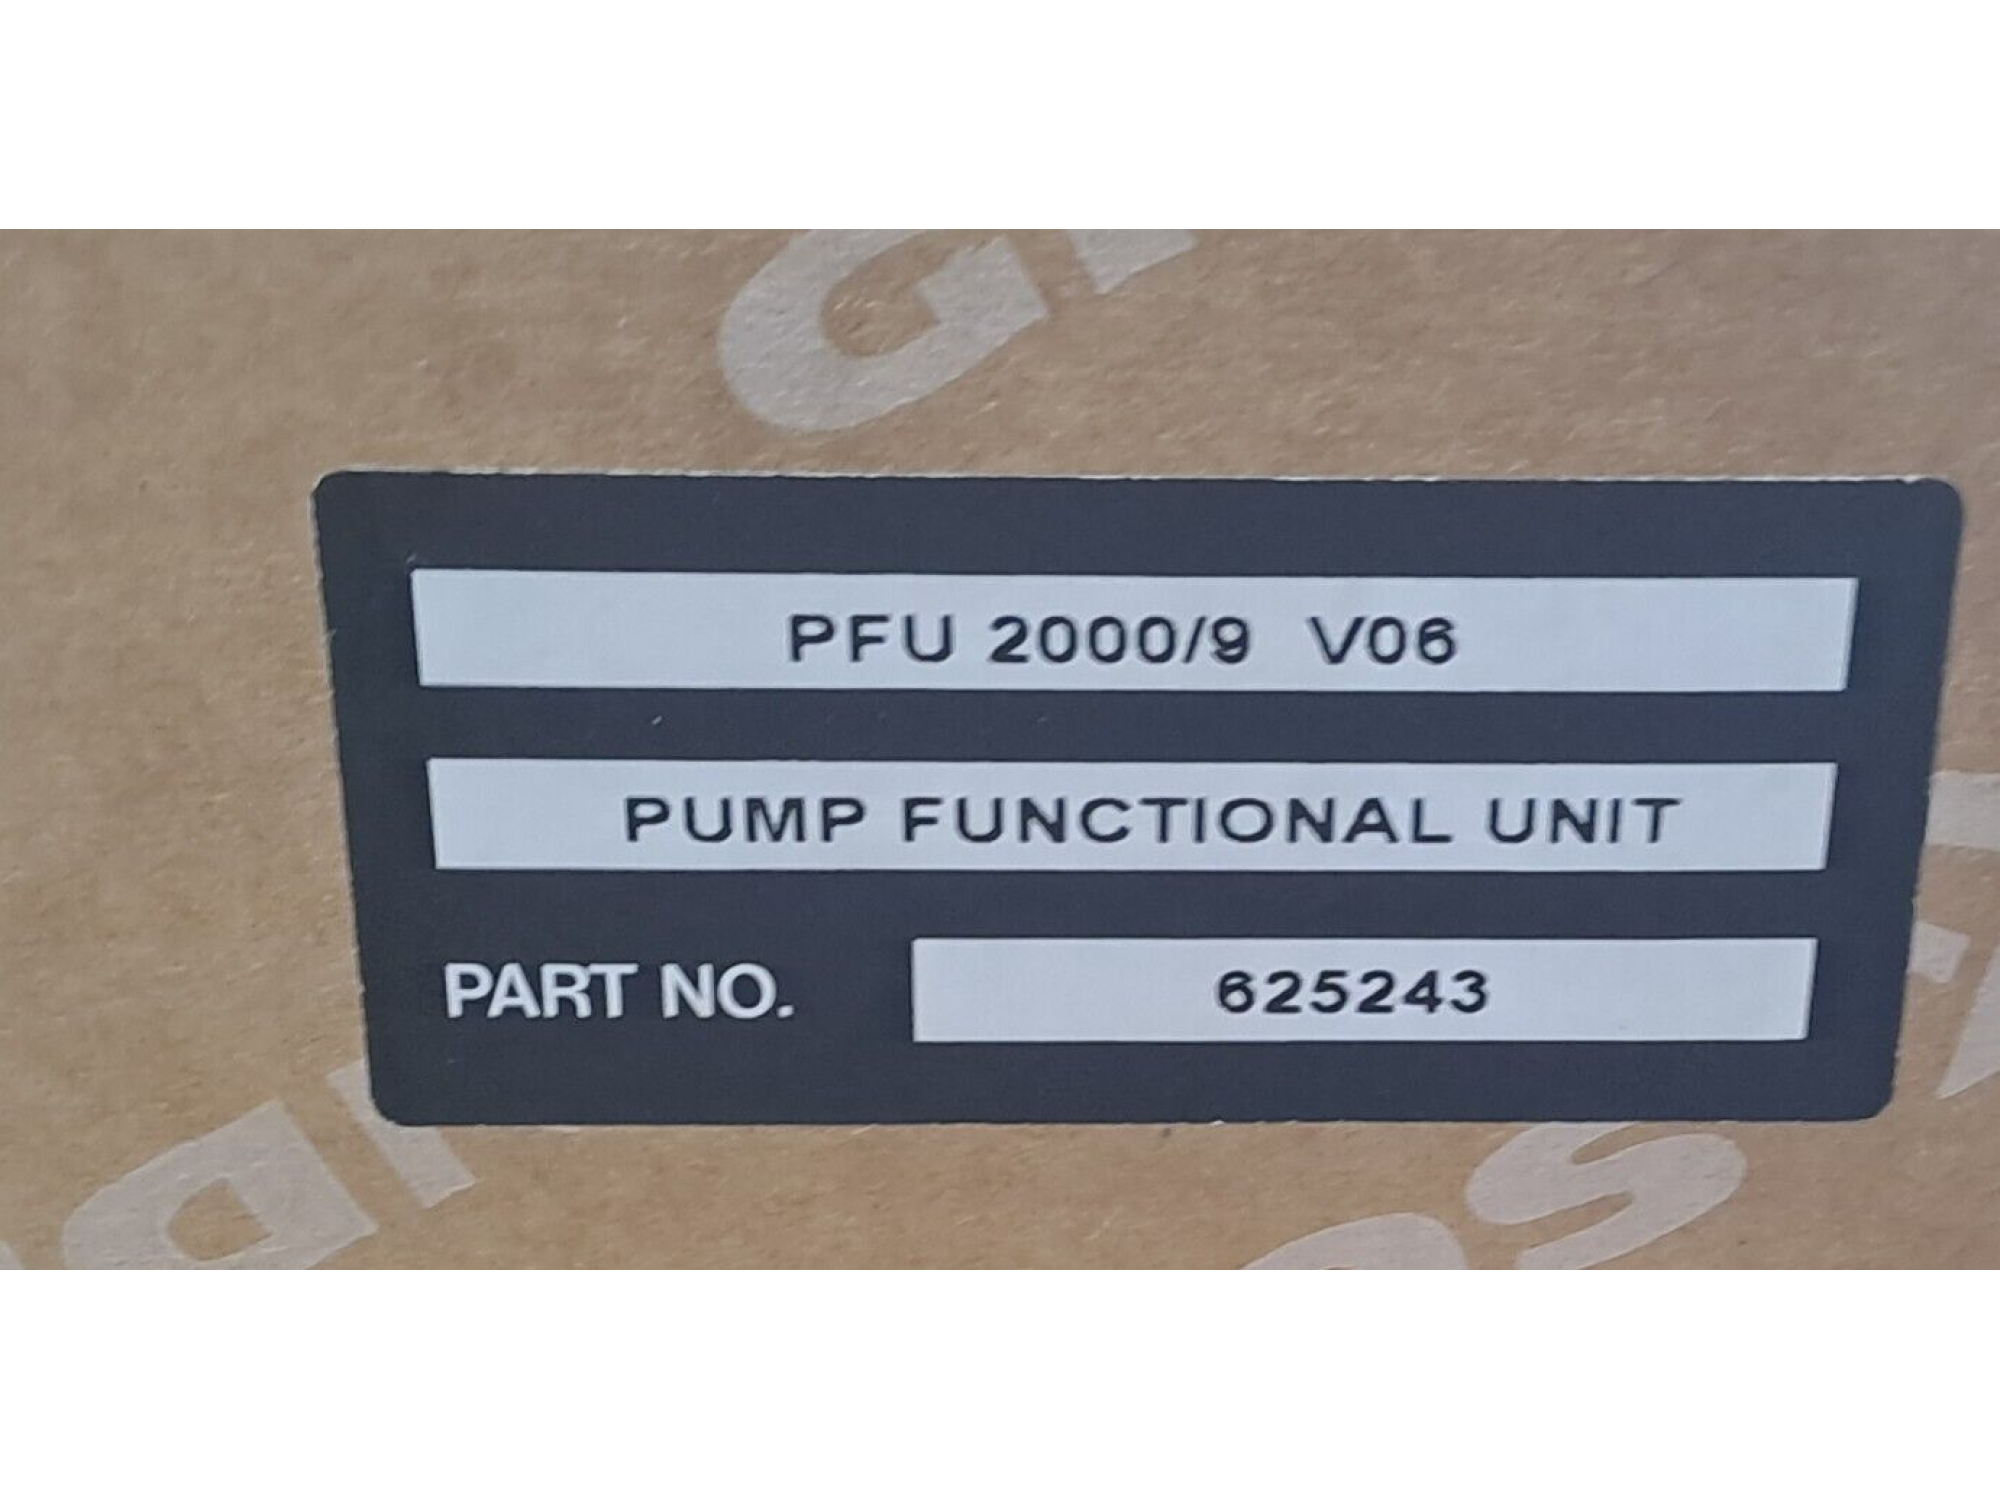 PFU 2000/9 V06
PUMP FUNCTIONAL UNIT
PART NO. 625243